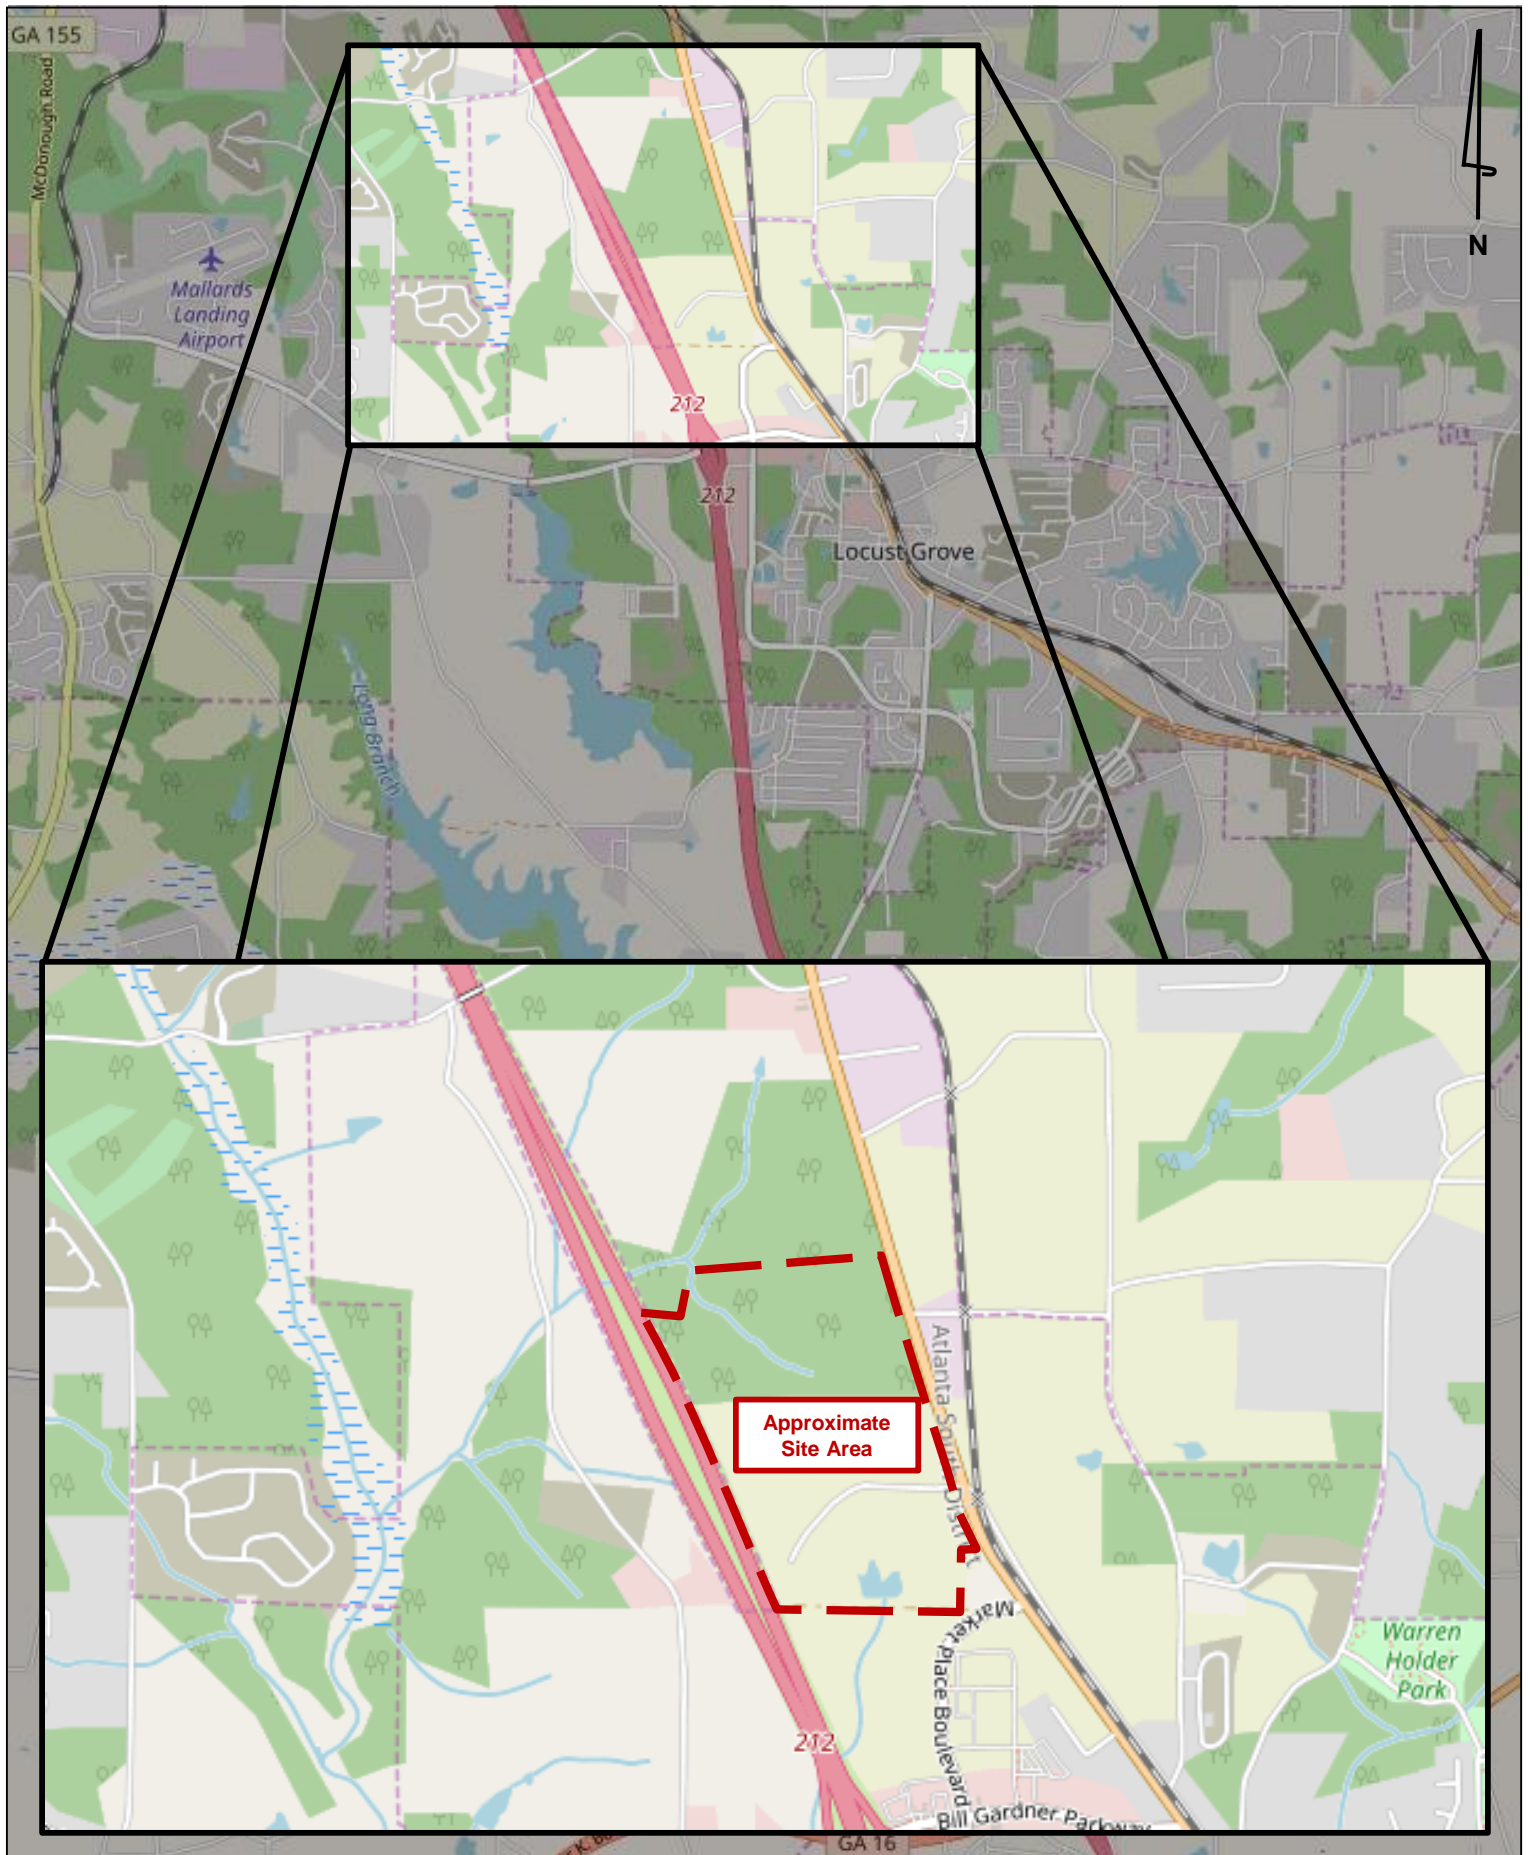 GA 155
McDonough Road
N
Mallards
Landing
Airport
212
212
Locust Grove
Long Branch
Atlanta South District
Approximate
Site Area
Market Place Boulevard
Warren
Holder
Park
212
Bill Gardner Parkway
GA 16